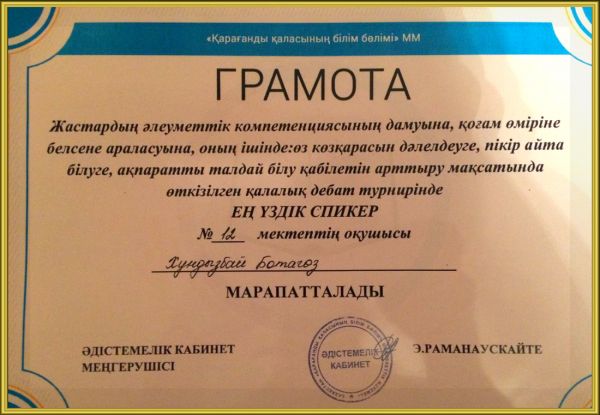 «Қарағанды қаласының білім бөлімі» ММ
ГРАМОТА
Жастардың әлеуметтік компетенциясының дамуына, қоғам өміріне
белсене араласуына, оның ішінде:өз көзқарасын дәлелдеуге, пікір айта
білуге, ақпаратты талдай білу қабілетін арттыру мақсатында
өткізілген қалалық дебат турнирінде
ЕҢ ҮЗДІК СПИКЕР
№ 12 мектептің оқушысы
Хундызбай Ботагөз
МАРАПАТТАЛАДЫ
ӘДІСТЕМЕЛІК КАБИНЕТ
МЕҢГЕРУШІСІ
ӘДІСТЕМЕЛІК
КАБИНЕТ
Э.РАМАНАУСКАЙТЕ